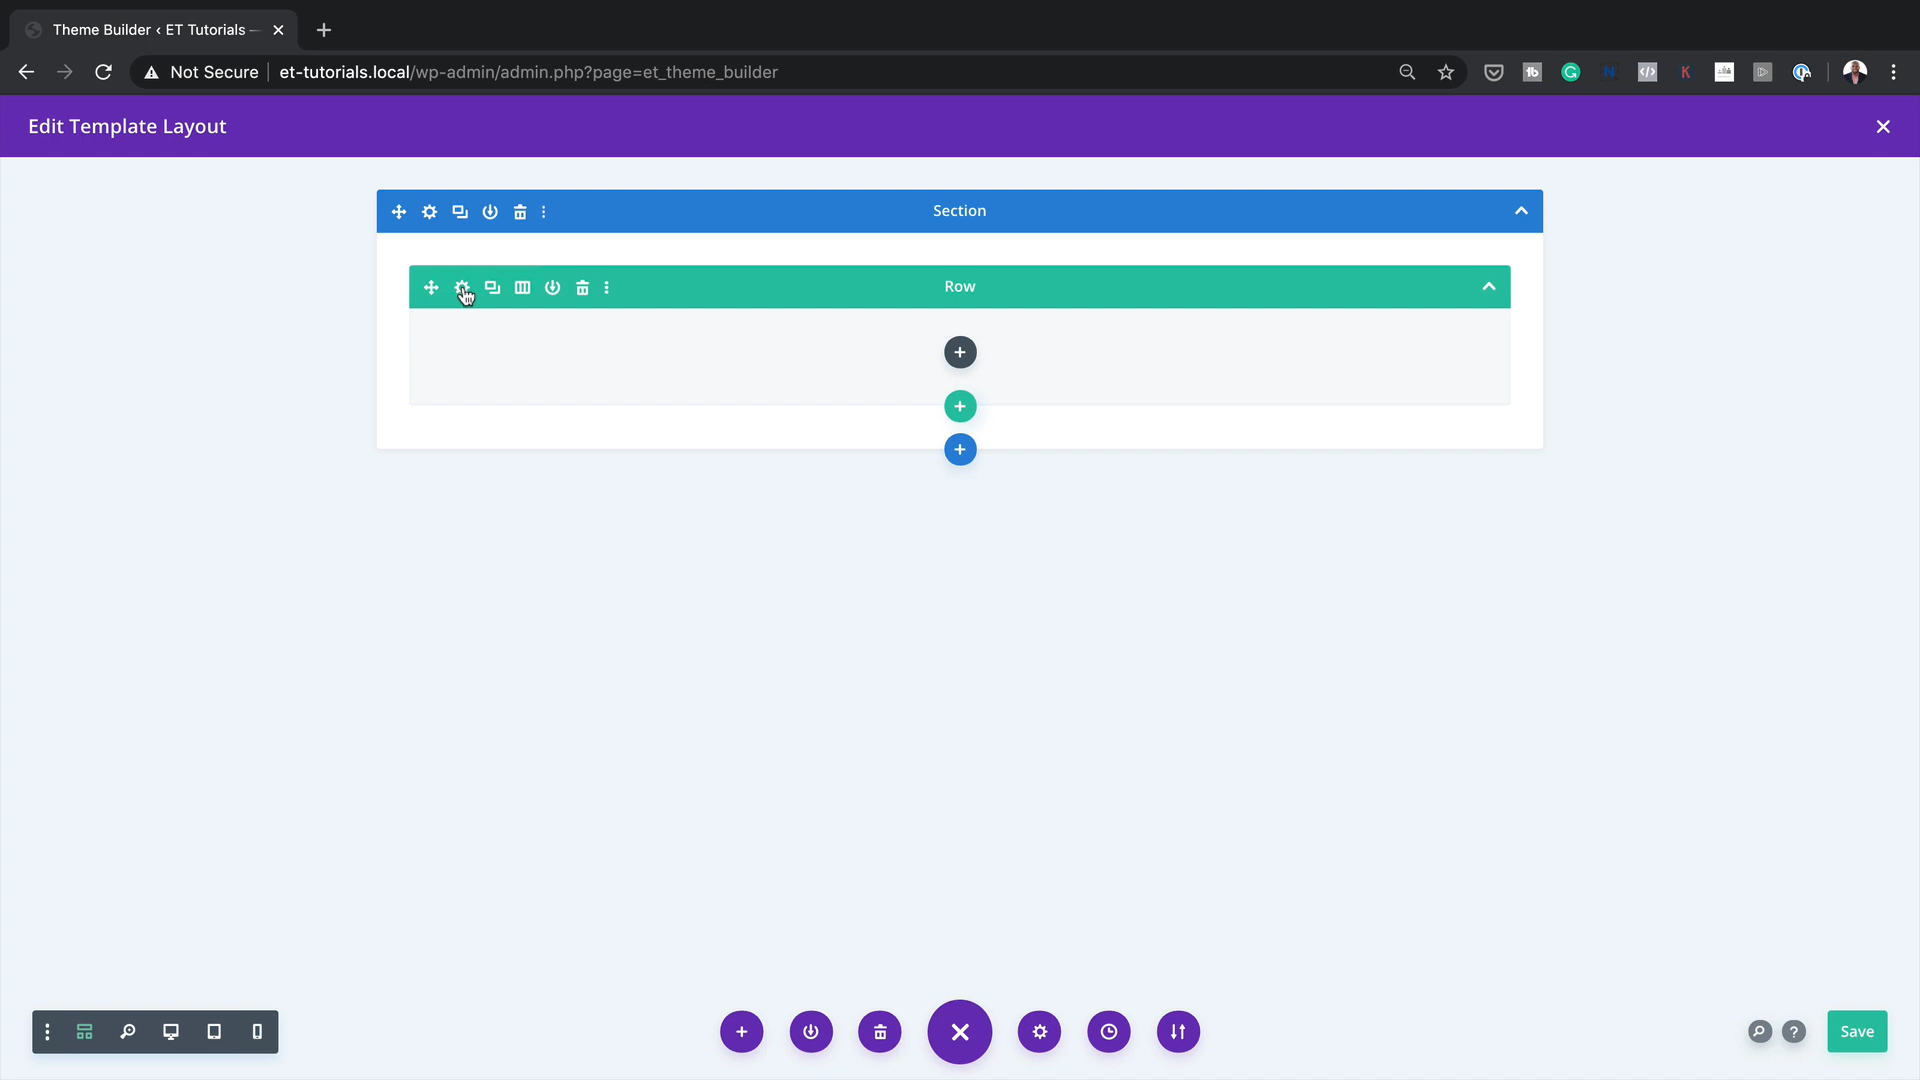 Theme Builder ‹ ET Tutorials —
Not Secure
et-tutorials.local/wp-admin/admin.php?page=et_theme_builder
Edit Template Layout
Section
Row
Save